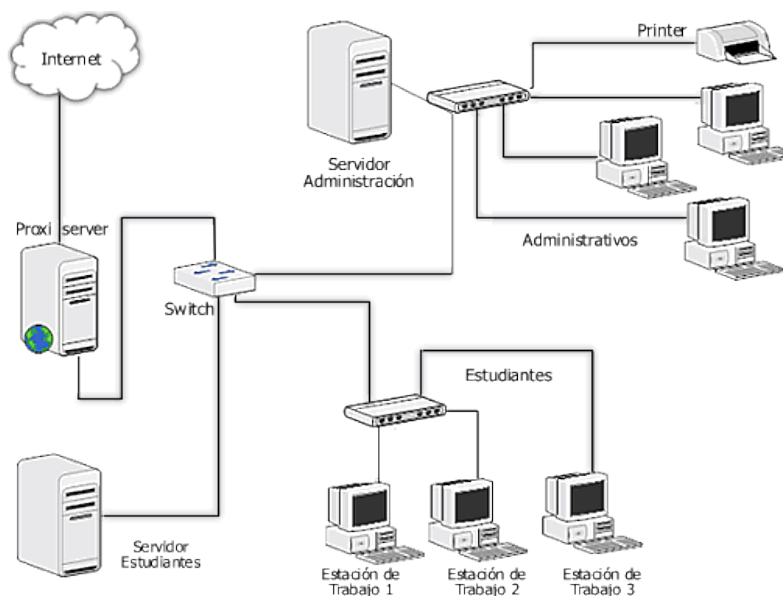 Internet
Printer
Servidor
Administración
Proxi server
Administrativos
Switch
Estudiantes
Servidor
Estudiantes
Estación de
Trabajo 1
Estación de
Trabajo 2
Estación de
Trabajo 3